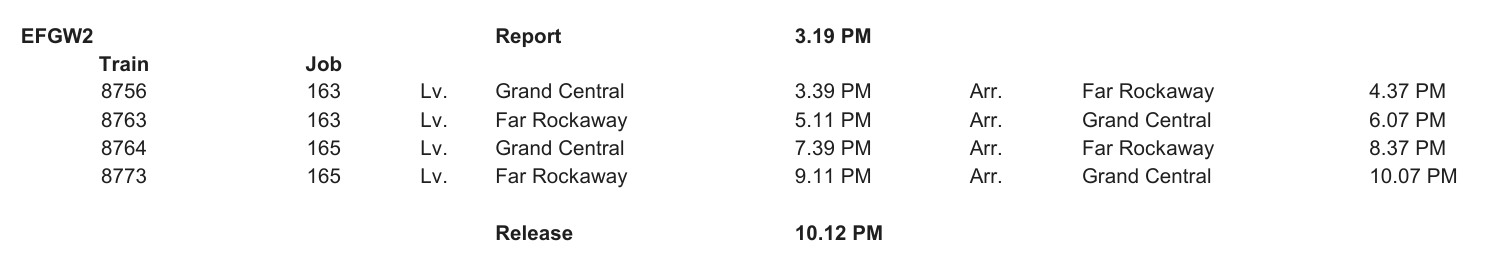 EFGW2 Report 3.19 PM
Train Job
8756 163 Lv. Grand Central 3.39 PM Arr. Far Rockaway 4.37 PM
8763 163 Lv. Far Rockaway 5.11 PM Arr. Grand Central 6.07 PM
8764 165 Lv. Grand Central 7.39 PM Arr. Far Rockaway 8.37 PM
8773 165 Lv. Far Rockaway 9.11 PM Arr. Grand Central 10.07 PM
Release 10.12 PM